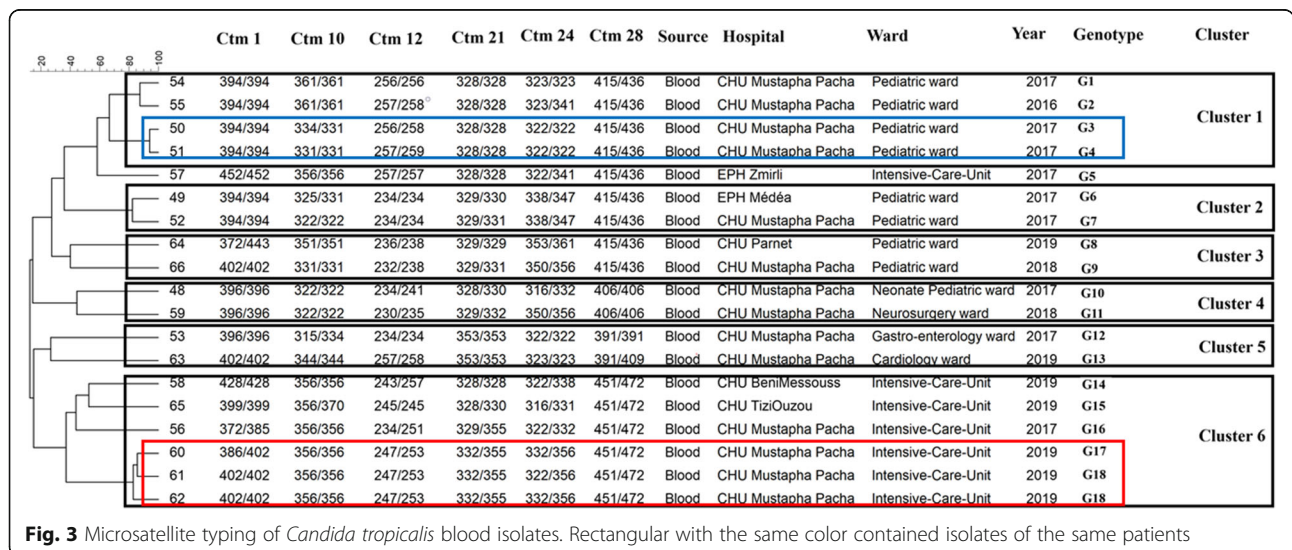 Ctm 1 Ctm 10 Ctm 12 Ctm 21 Ctm 24 Ctm 28 Source Hospital Ward Year Genotype Cluster
20 40 60 80 100
54 394/394 361/361 256/256 328/328 323/323 415/436 Blood CHU Mustapha Pacha Pediatric ward 2017 G1
55 394/394 361/361 257/258 328/328 323/341 415/436 Blood CHU Mustapha Pacha Pediatric ward 2016 G2
Cluster 1
50 394/394 334/331 256/258 328/328 322/322 415/436 Blood CHU Mustapha Pacha Pediatric ward 2017 G3
51 394/394 331/331 257/259 328/328 322/322 415/436 Blood CHU Mustapha Pacha Pediatric ward 2017 G4
57 452/452 356/356 257/257 328/328 322/341 415/436 Blood EPH Zmirli Intensive-Care-Unit 2017 G5
49 394/394 325/331 234/234 329/330 338/347 415/436 Blood EPH Médéa Pediatric ward 2017 G6
Cluster 2
52 394/394 322/322 234/234 329/331 338/347 415/436 Blood CHU Mustapha Pacha Pediatric ward 2017 G7
64 372/443 351/351 236/238 329/329 353/361 415/436 Blood CHU Parnet Pediatric ward 2019 G8
Cluster 3
66 402/402 331/331 232/238 329/331 350/356 415/436 Blood CHU Mustapha Pacha Pediatric ward 2018 G9
48 396/396 322/322 234/241 328/330 316/332 406/406 Blood CHU Mustapha Pacha Neonate Pediatric ward 2017 G10
Cluster 4
59 396/396 322/322 230/235 329/332 350/356 406/406 Blood CHU Mustapha Pacha Neurosurgery ward 2018 G11
53 396/396 315/334 234/234 353/353 322/322 391/391 Blood CHU Mustapha Pacha Gastro-enterology ward 2017 G12
Cluster 5
63 402/402 344/344 257/258 353/353 323/323 391/409 Blood CHU Mustapha Pacha Cardiology ward 2019 G13
58 428/428 356/356 243/257 328/328 322/338 451/472 Blood CHU BeniMessouss Intensive-Care-Unit 2019 G14
65 399/399 356/370 245/245 328/330 316/331 451/472 Blood CHU TiziOuzou Intensive-Care-Unit 2019 G15
56 372/385 356/356 234/251 329/355 322/332 451/472 Blood CHU Mustapha Pacha Intensive-Care-Unit 2017 G16
Cluster 6
60 386/402 356/356 247/253 332/355 332/356 451/472 Blood CHU Mustapha Pacha Intensive-Care-Unit 2019 G17
61 402/402 356/356 247/253 332/355 322/356 451/472 Blood CHU Mustapha Pacha Intensive-Care-Unit 2019 G18
62 402/402 356/356 247/253 332/355 332/356 451/472 Blood CHU Mustapha Pacha Intensive-Care-Unit 2019 G18
Fig. 3 Microsatellite typing of Candida tropicalis blood isolates. Rectangular with the same color contained isolates of the same patients